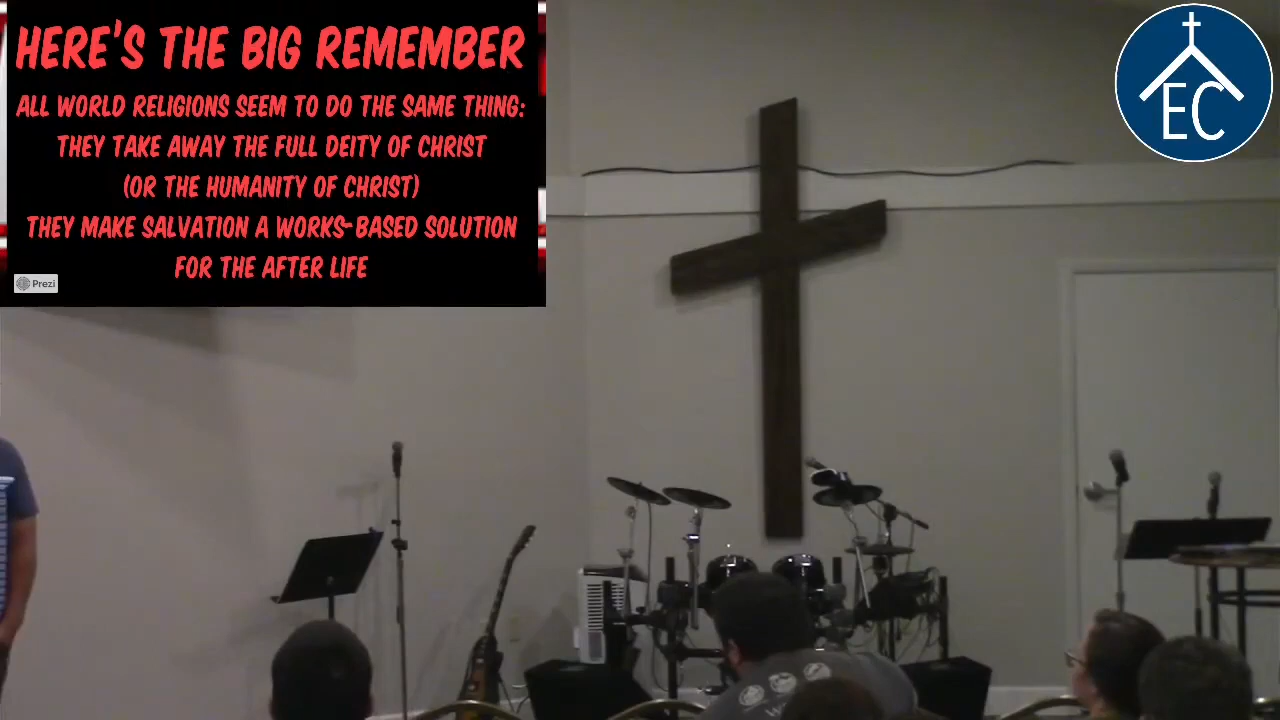 HERE'S THE BIG REMEMBER
ALL WORLD RELIGIONS SEEM TO DO THE SAME THING:
THEY TAKE AWAY THE FULL DEITY OF CHRIST
(OR THE HUMANITY OF CHRIST)
THEY MAKE SALVATION A WORKS-BASED SOLUTION
FOR THE AFTER LIFE
Prezi
EC